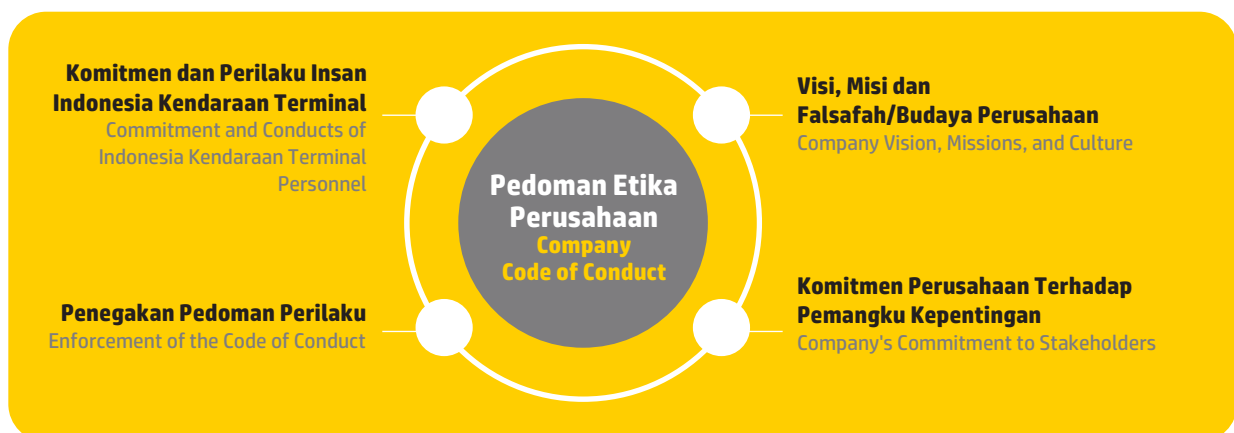 Komitmen dan Perilaku Insan
Indonesia Kendaraan Terminal
Commitment and Conducts of
Indonesia Kendaraan Terminal
Personnel
Visi, Misi dan
Falsafah/Budaya Perusahaan
Company Vision, Missions, and Culture
Pedoman Etika
Perusahaan
Company
Code of Conduct
Penegakan Pedoman Perilaku
Enforcement of the Code of Conduct
Komitmen Perusahaan Terhadap
Pemangku Kepentingan
Company's Commitment to Stakeholders